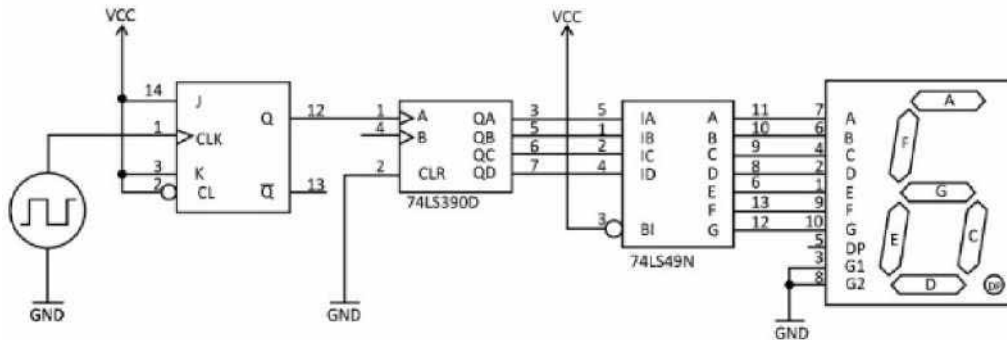 VCC
14
J
Q
12
1
CLK
3
K
2
CL
Q
13
GND
1
A
4
B
2
CLR
QA
3
QB
5
QC
6
QD
7
74LS390D
GND
VCC
5
IA
1
IB
2
IC
4
ID
3
BI
A
11
B
10
C
9
D
8
E
6
F
13
G
12
74LS49N
7
A
6
B
4
C
2
D
1
E
9
F
10
G
5
DP
3
G1
8
G2
GND
A
F
G
E
C
D
DP